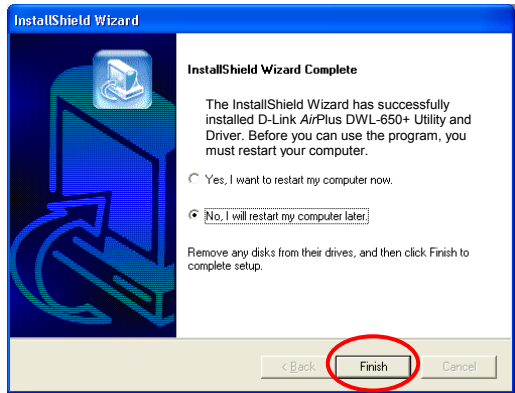 InstallShield Wizard
InstallShield Wizard Complete
The InstallShield Wizard has successfully
installed D-Link AirPlus DWL-650+ Utility and
Driver. Before you can use the program, you
must restart your computer.
Yes, I want to restart my computer now.
No, I will restart my computer later.
Remove any disks from their drives, and then click Finish to
complete setup.
< Back Finish Cancel